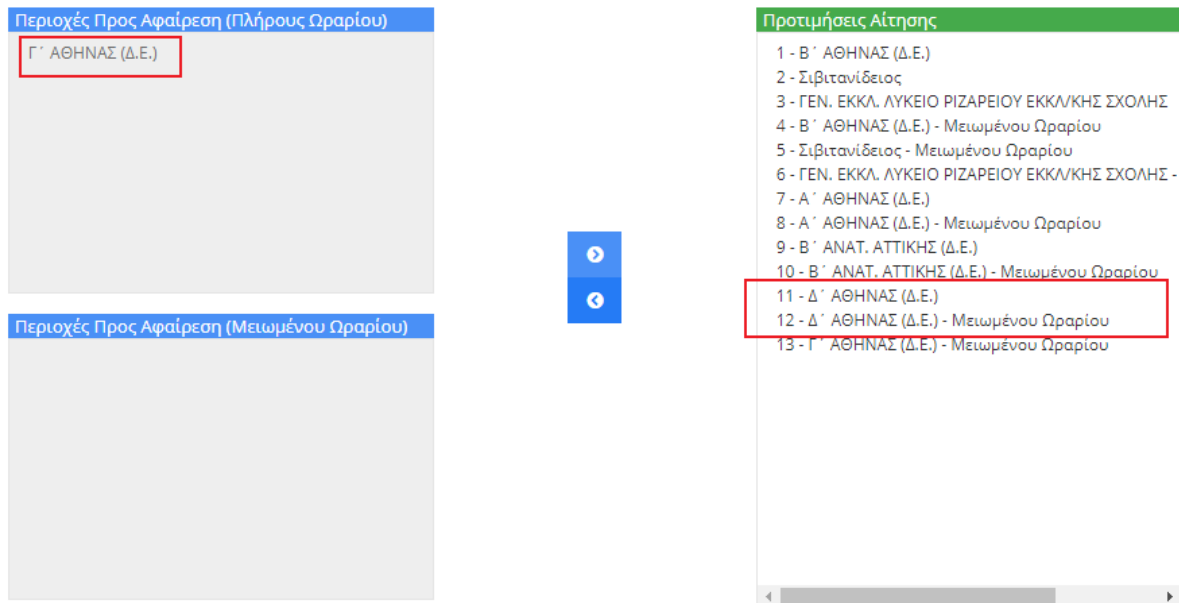 Περιοχές Προς Αφαίρεση (Πλήρους Ωραρίου)
Γ΄ ΑΘΗΝΑΣ (Δ.Ε.)
Περιοχές Προς Αφαίρεση (Μειωμένου Ωραρίου)
Προτιμήσεις Αίτησης
1 - Β΄ ΑΘΗΝΑΣ (Δ.Ε.)
2 - Σιβιτανίδειος
3 - ΓΕΝ. ΕΚΚΛ. ΛΥΚΕΙΟ ΡΙΖΑΡΕΙΟΥ ΕΚΚΛ/ΚΗΣ ΣΧΟΛΗΣ
4 - Β΄ ΑΘΗΝΑΣ (Δ.Ε.) - Μειωμένου Ωραρίου
5 - Σιβιτανίδειος - Μειωμένου Ωραρίου
6 - ΓΕΝ. ΕΚΚΛ. ΛΥΚΕΙΟ ΡΙΖΑΡΕΙΟΥ ΕΚΚΛ/ΚΗΣ ΣΧΟΛΗΣ -
7 - Α΄ ΑΘΗΝΑΣ (Δ.Ε.)
8 - Α΄ ΑΘΗΝΑΣ (Δ.Ε.) - Μειωμένου Ωραρίου
9 - Β΄ ΑΝΑΤ. ΑΤΤΙΚΗΣ (Δ.Ε.)
10 - Β΄ ΑΝΑΤ. ΑΤΤΙΚΗΣ (Δ.Ε.) - Μειωμένου Ωραρίου
11 - Δ΄ ΑΘΗΝΑΣ (Δ.Ε.)
12 - Δ΄ ΑΘΗΝΑΣ (Δ.Ε.) - Μειωμένου Ωραρίου
13 - Γ΄ ΑΘΗΝΑΣ (Δ.Ε.) - Μειωμένου Ωραρίου